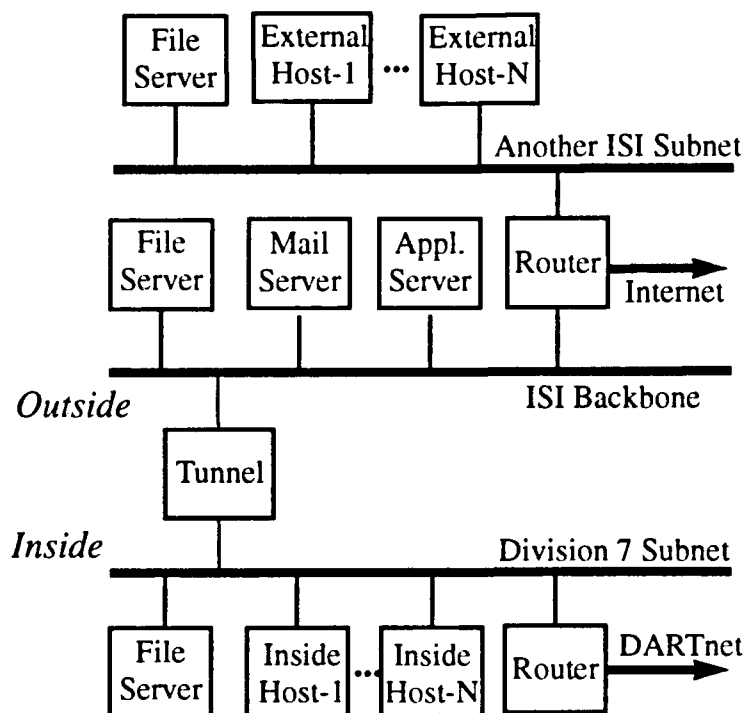 File
Server
External
Host-1
...
External
Host-N
Another ISI Subnet
File
Server
Mail
Server
Appl.
Server
Router
Internet
ISI Backbone
Outside
Tunnel
Inside
Division 7 Subnet
File
Server
Inside
Host-1
...
Inside
Host-N
Router
DARTnet